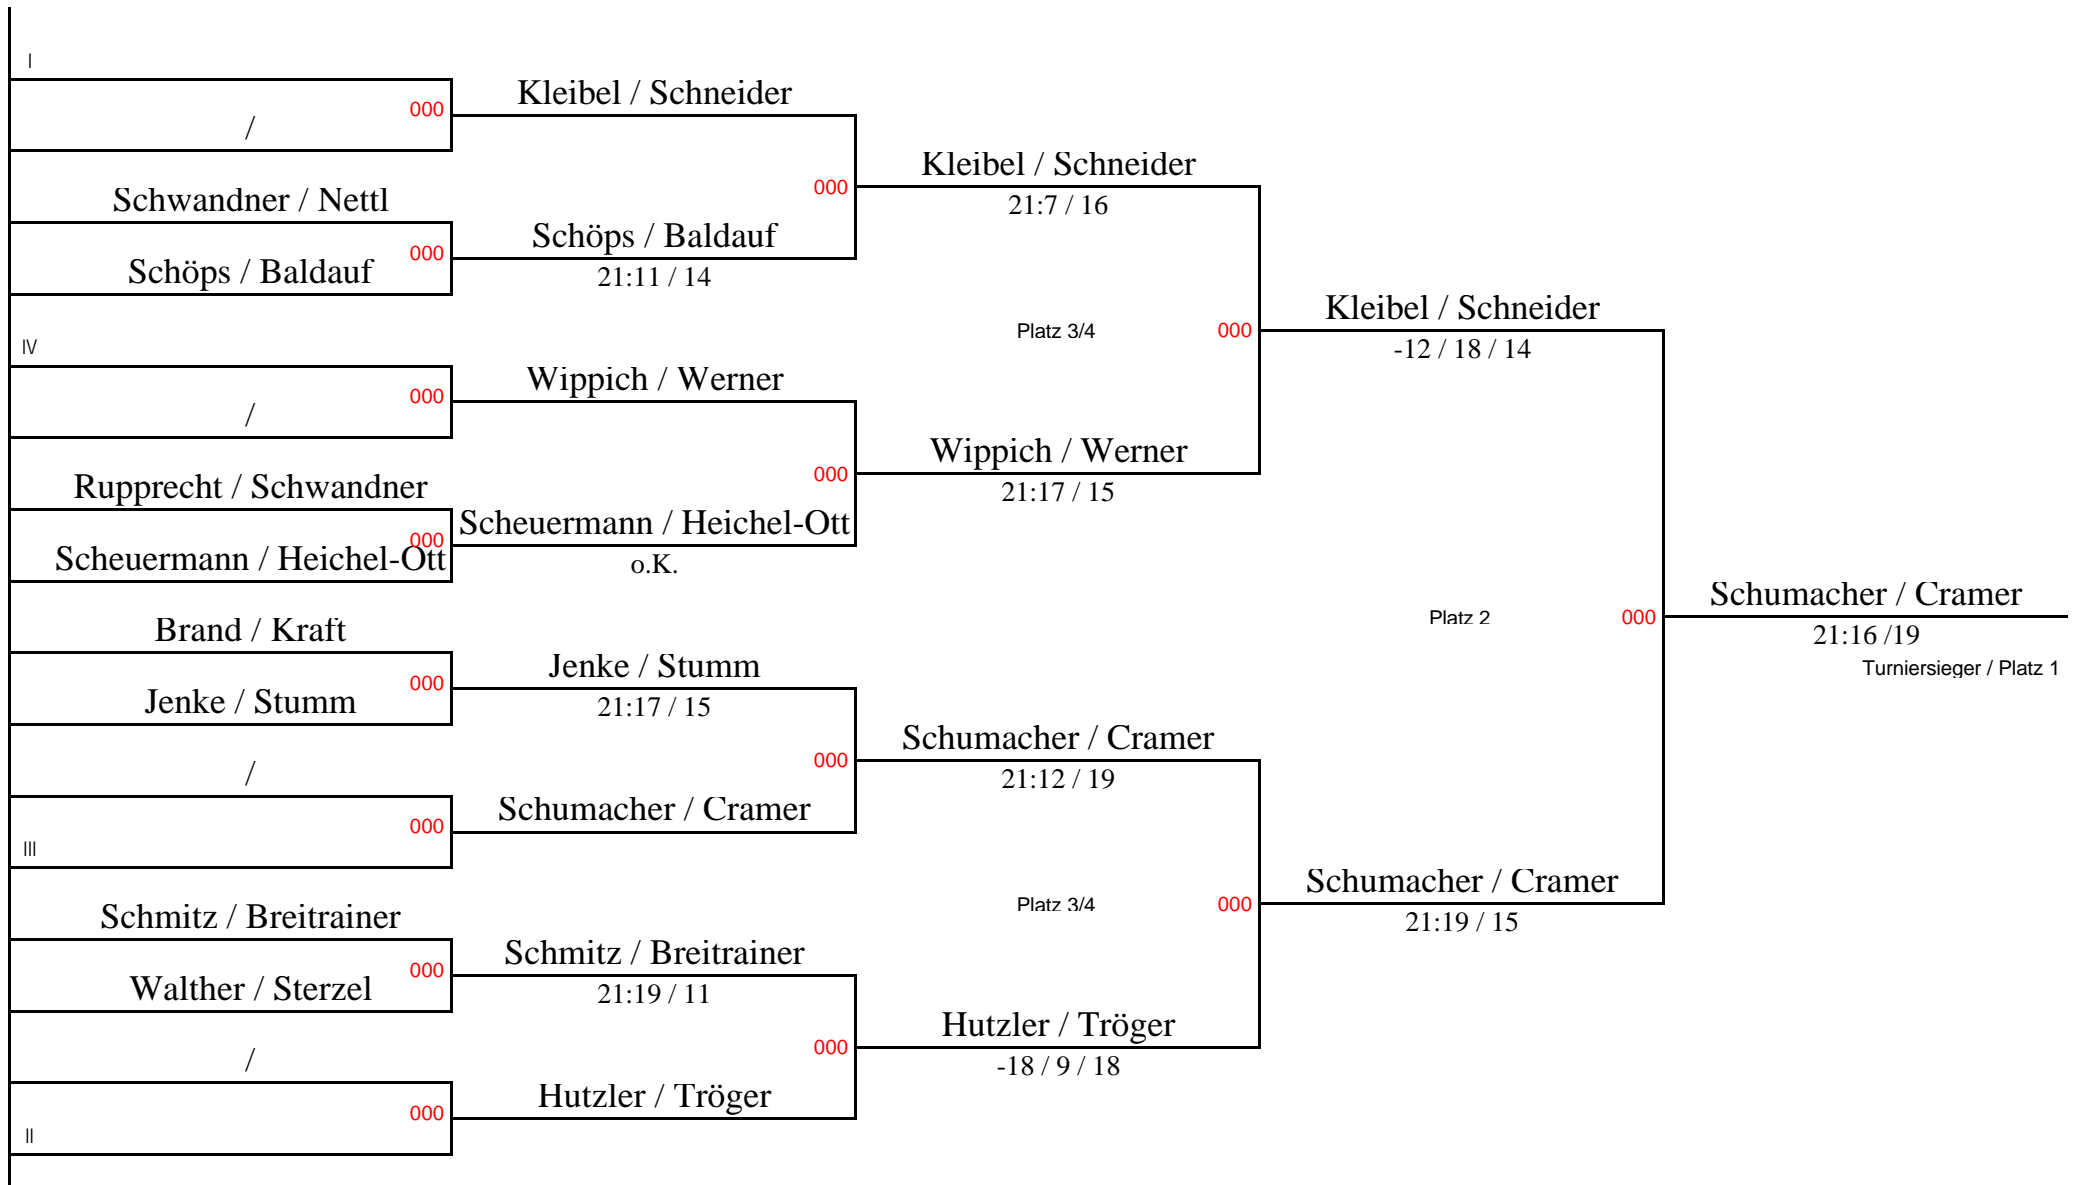 I
/
000
Schwandner / Nettl
Schöps / Baldauf
000
IV
/
000
Rupprecht / Schwandner
Scheuermann / Heichel-Ott
000
Brand / Kraft
Jenke / Stumm
000
/
000
III
Schmitz / Breitrainer
Walther / Sterzel
000
/
000
II
Kleibel / Schneider
000
Schöps / Baldauf
21:11 / 14
Wippich / Werner
000
Scheuermann / Heichel-Ott
o.K.
Jenke / Stumm
21:17 / 15
000
Schumacher / Cramer
Schmitz / Breitrainer
21:19 / 11
000
Hutzler / Tröger
Kleibel / Schneider
21:7 / 16
Platz 3/4
000
Wippich / Werner
21:17 / 15
Schumacher / Cramer
21:12 / 19
Platz 3/4
000
Hutzler / Tröger
-18 / 9 / 18
Kleibel / Schneider
-12 / 18 / 14
Platz 2
000
Schumacher / Cramer
21:19 / 15
Schumacher / Cramer
21:16 /19
Turniersieger / Platz 1